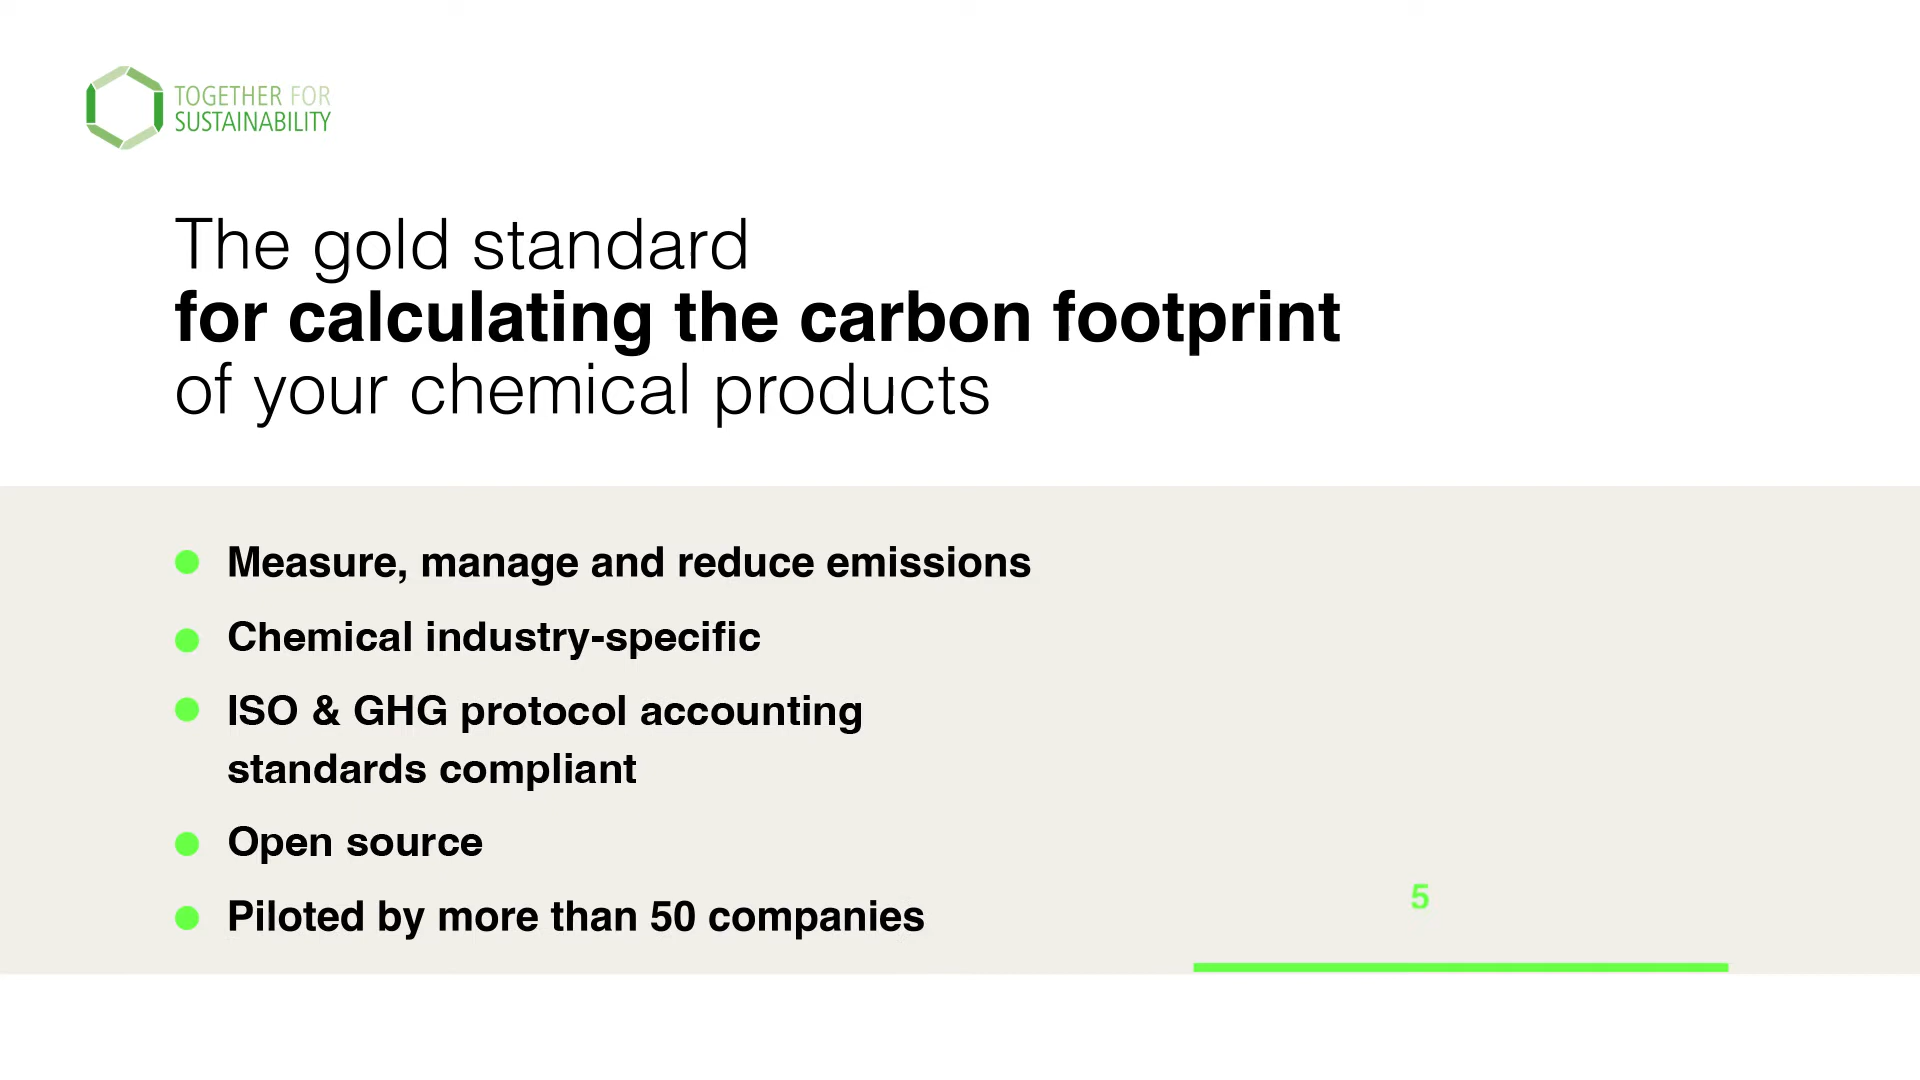 TOGETHER FOR
SUSTAINABILITY
The gold standard
for calculating the carbon footprint
of your chemical products
Measure, manage and reduce emissions
Chemical industry-specific
ISO & GHG protocol accounting
standards compliant
Open source
Piloted by more than 50 companies
5